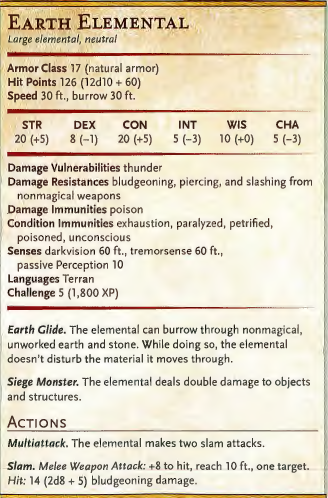 EARTH ELEMENTAL
Large elemental, neutral
Armor Class 17 (natural armor)
Hit Points 126 (12d10 + 60)
Speed 30 ft., burrow 30 ft.
STR DEX CON INT WIS CHA
20 (+5) 8 (−1) 20 (+5) 5 (−3) 10 (+0) 5 (−3)
Damage Vulnerabilities thunder
Damage Resistances bludgeoning, piercing, and slashing from
nonmagical weapons
Damage Immunities poison
Condition Immunities exhaustion, paralyzed, petrified,
poisoned, unconscious
Senses darkvision 60 ft., tremorsense 60 ft.,
passive Perception 10
Languages Terran
Challenge 5 (1,800 XP)
Earth Glide. The elemental can burrow through nonmagical,
unworked earth and stone. While doing so, the elemental
doesn't disturb the material it moves through.
Siege Monster. The elemental deals double damage to objects
and structures.
ACTIONS
Multiattack. The elemental makes two slam attacks.
Slam. Melee Weapon Attack: +8 to hit, reach 10 ft., one target.
Hit: 14 (2d8 + 5) bludgeoning damage.